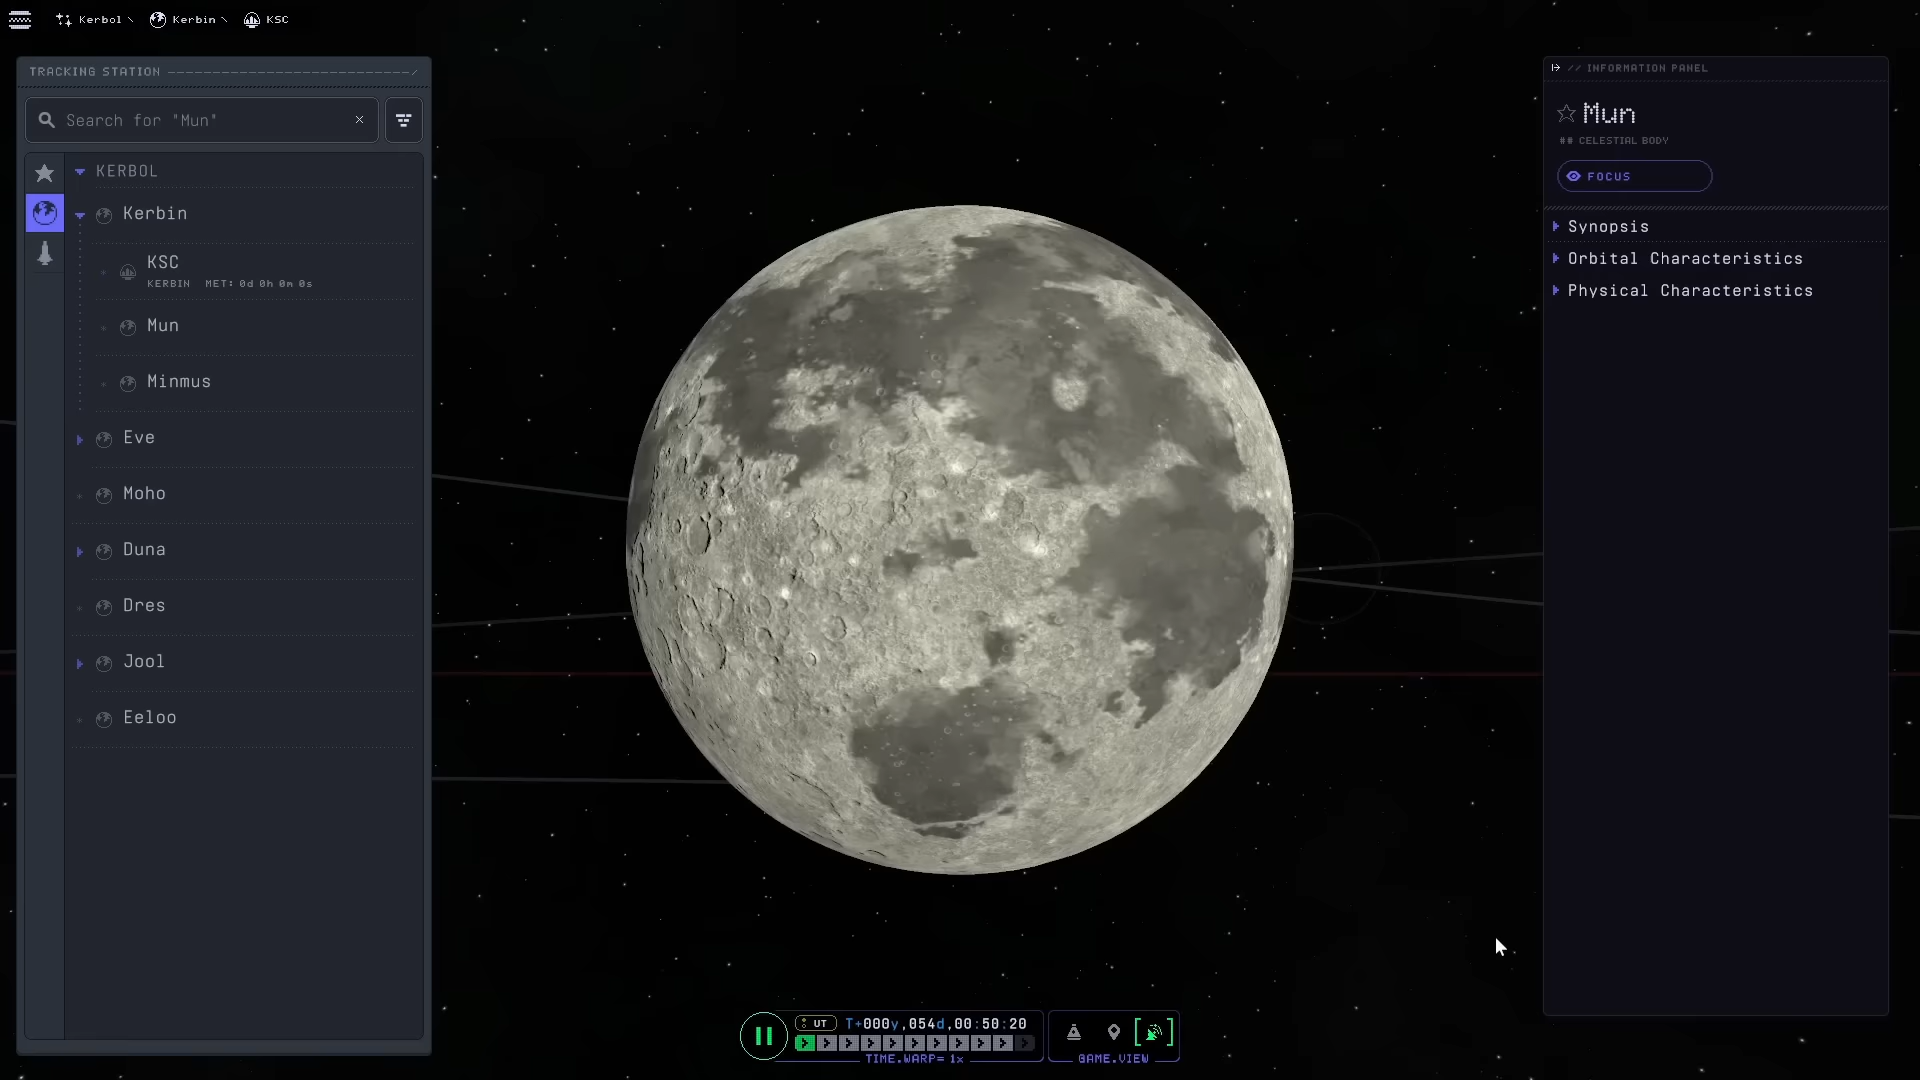 Kerbol \ Kerbin \ KSC
TRACKING STATION
Search for "Mun"
KERBOL
Kerbin
KSC
KERBIN MET: 0d 0h 0m 0s
Mun
Minmus
Eve
Moho
Duna
Dres
Jool
Eeloo
// INFORMATION PANEL
Mun
## CELESTIAL BODY
FOCUS
Synopsis
Orbital Characteristics
Physical Characteristics
UT T+000y,054d,00:50:20
TIME.WARP= 1x
GAME.VIEW